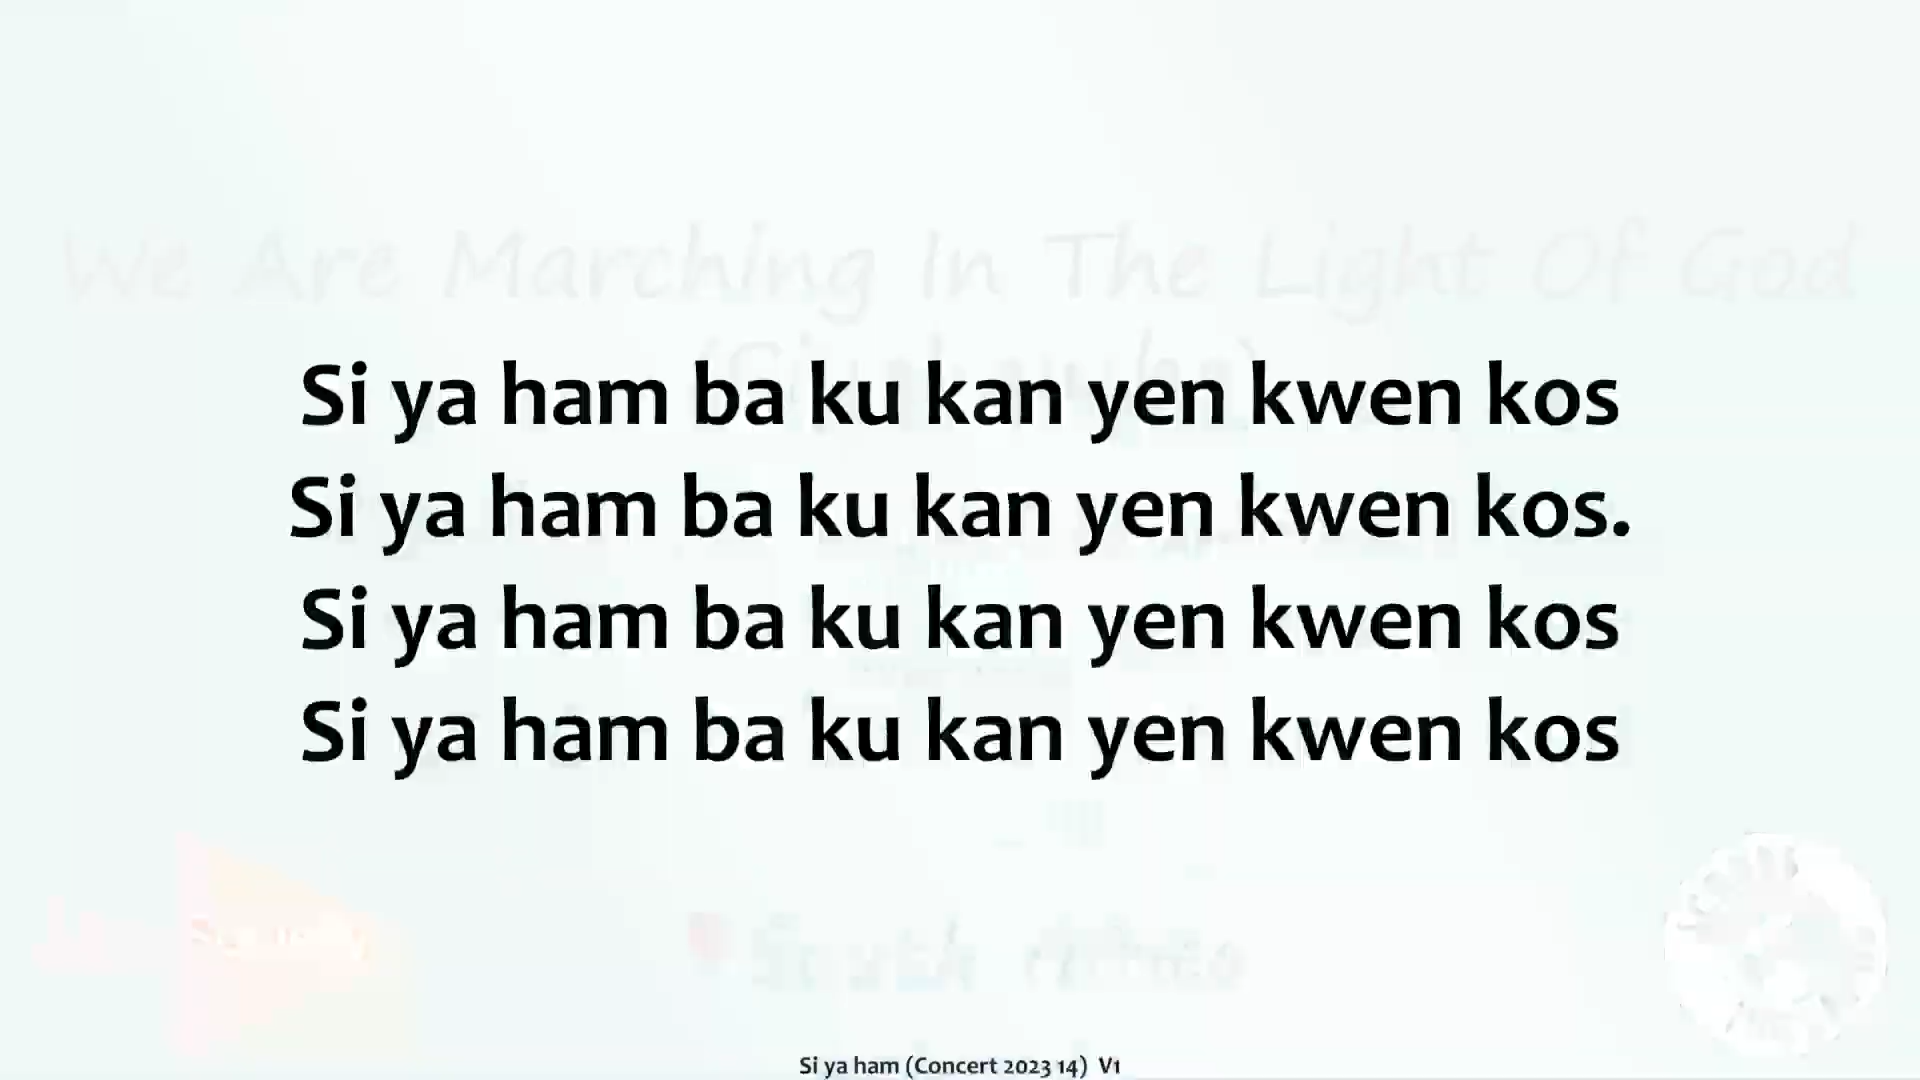 We Are Marching In The Light Of God
(Siyahamba)
Si ya ham ba ku kan yen kwen kos
Si ya ham ba ku kan yen kwen kos.
Si ya ham ba ku kan yen kwen kos
Si ya ham ba ku kan yen kwen kos
South Africa
Si ya ham (Concert 2023 14) V1